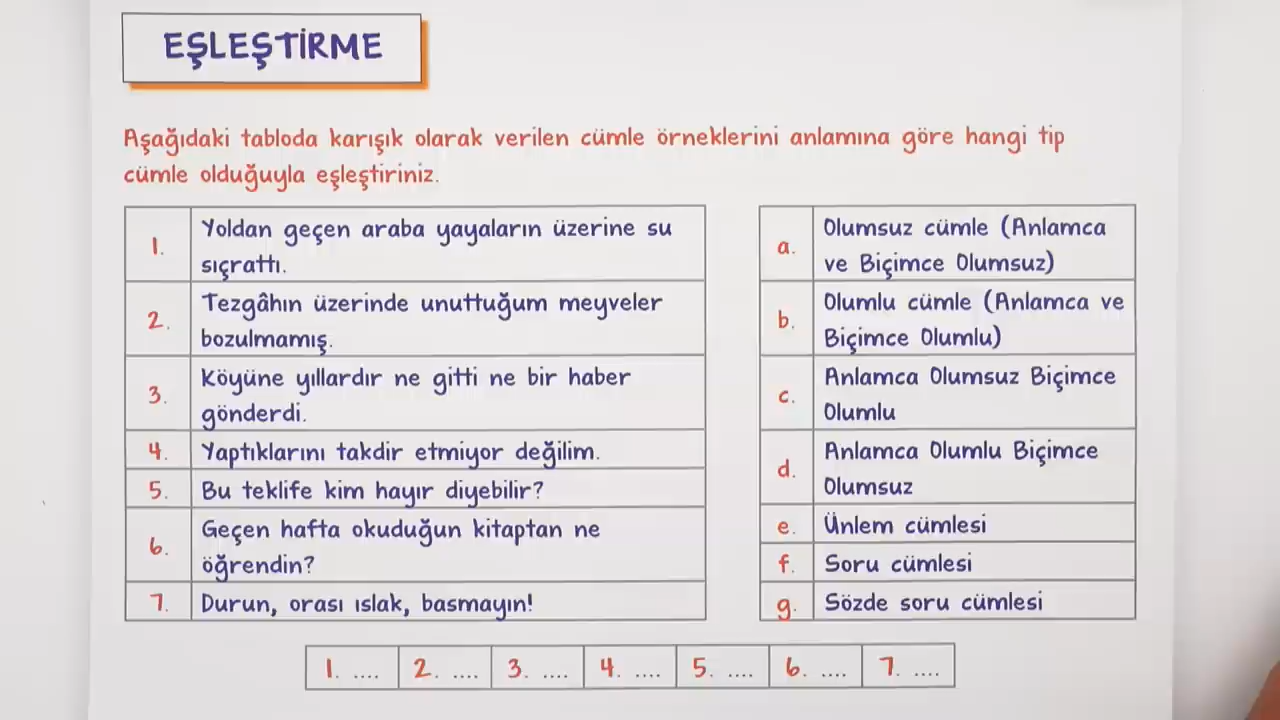 EŞLEŞTİRME
Aşağıdaki tabloda karışık olarak verilen cümle örneklerini anlamına göre hangi tip
cümle olduğuyla eşleştiriniz.
1. Yoldan geçen araba yayaların üzerine su
sıçrattı.
2. Tezgâhın üzerinde unuttuğum meyveler
bozulmamış.
3. Köyüne yıllardır ne gitti ne bir haber
gönderdi.
4. Yaptıklarını takdir etmiyor değilim.
5. Bu teklife kim hayır diyebilir?
6. Geçen hafta okuduğun kitaptan ne
öğrendin?
7. Durun, orası ıslak, basmayın!
a. Olumsuz cümle (Anlamca
ve Biçimce Olumsuz)
b. Olumlu cümle (Anlamca ve
Biçimce Olumlu)
c. Anlamca Olumsuz Biçimce
Olumlu
d. Anlamca Olumlu Biçimce
Olumsuz
e. Ünlem cümlesi
f. Soru cümlesi
g. Sözde soru cümlesi
1. .... 2. .... 3. .... 4. .... 5. .... 6. .... 7. ....